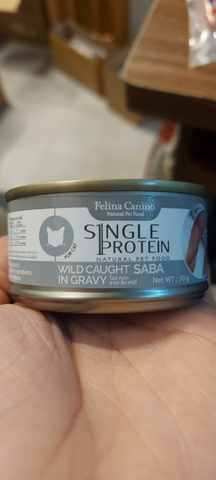 Felina Canino
Natural Pet Food
FOR CAT
S1NGLE
PROTEIN
NATURAL PET FOOD
WILD CAUGHT SABA
IN GRAVY
Net WT : 70 g